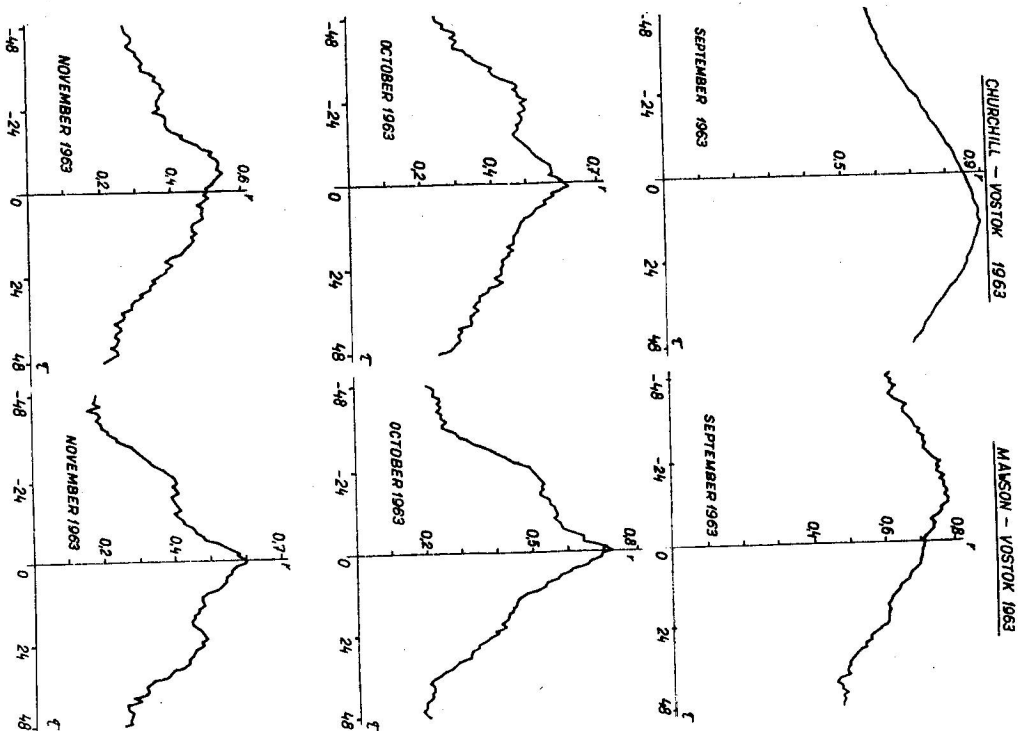 CHURCHILL – VOSTOK 1963
MAWSON – VOSTOK 1963
r
0,9
0,5
SEPTEMBER 1963
-48 -24 0 24 48 τ
r
0,8
0,6
0,4
SEPTEMBER 1963
-48 -24 0 24 48 τ
r
0,7
0,4
0,2
OCTOBER 1963
-48 -24 0 24 48 τ
r
0,8
0,5
0,2
OCTOBER 1963
-48 -24 0 24 48 τ
r
0,6
0,4
0,2
NOVEMBER 1963
-48 -24 0 24 48 τ
r
0,7
0,4
0,2
NOVEMBER 1963
-48 -24 0 24 48 τ